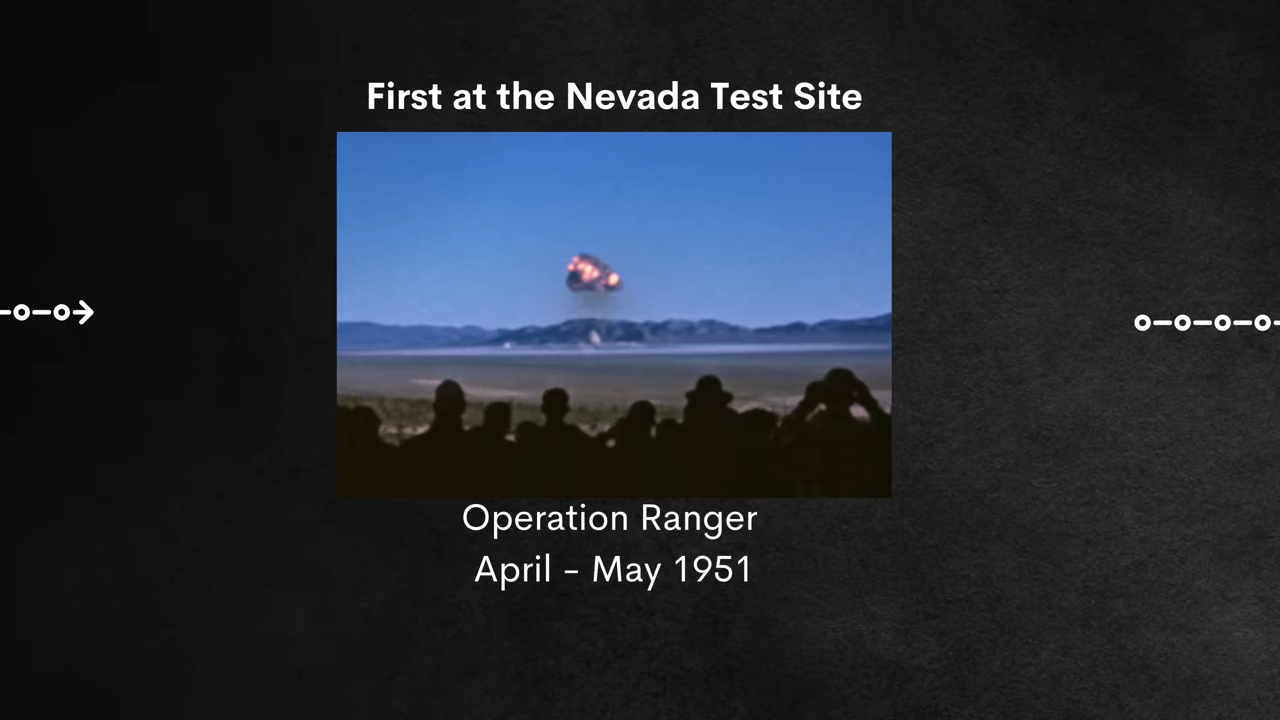 First at the Nevada Test Site
Operation Ranger
April – May 1951